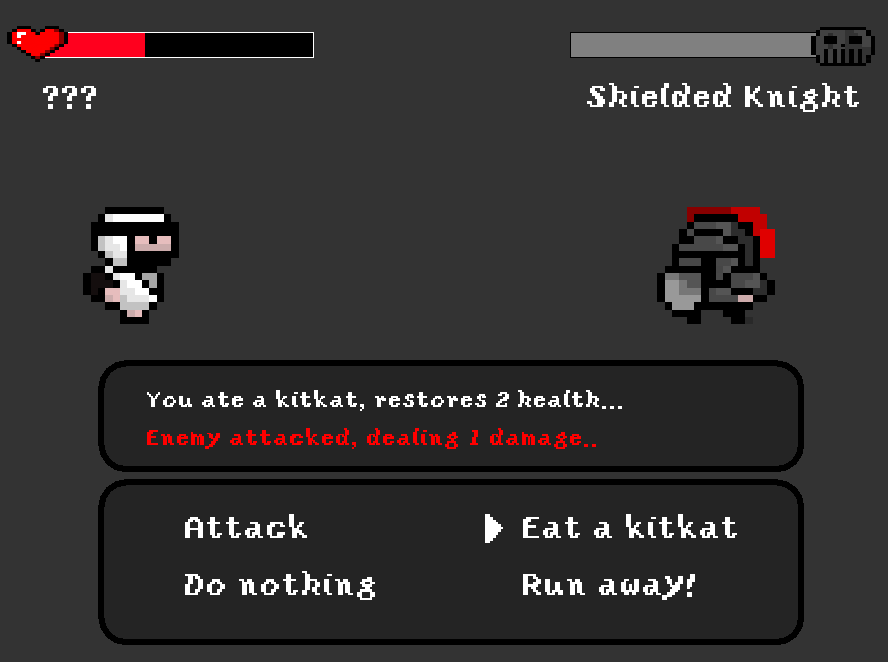 ???
Shielded Knight
You ate a kitkat, restores 2 health...
Enemy attacked, dealing 1 damage..
Attack
Eat a kitkat
Do nothing
Run away!